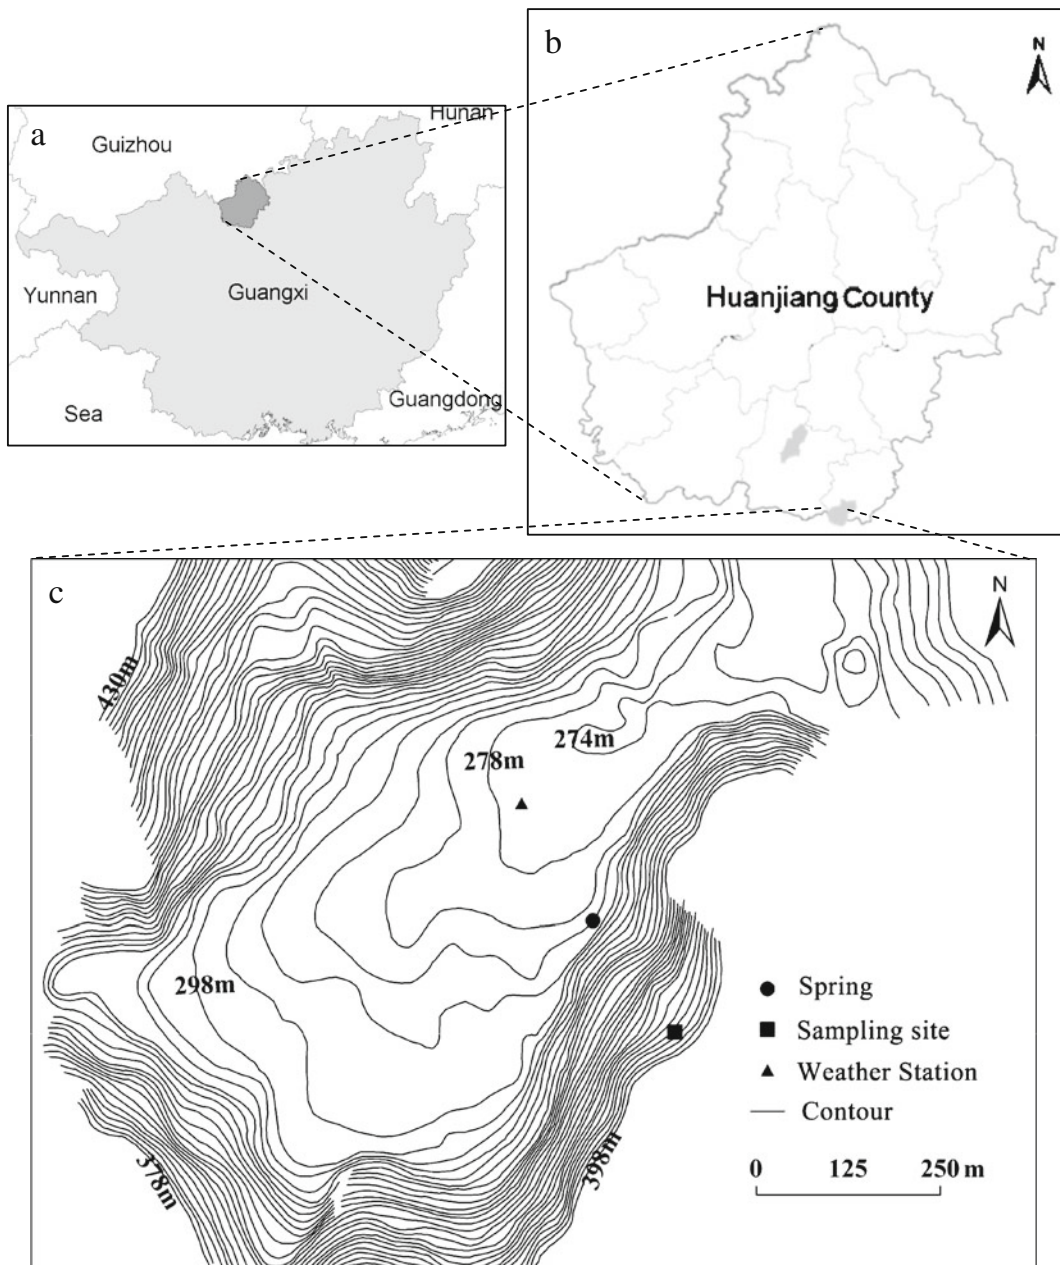 a
Hunan
Guizhou
Yunnan
Guangxi
Sea
Guangdong
b
N
Huanjiang County
c
N
430m
274m
278m
298m
378m
398m
Spring
Sampling site
Weather Station
Contour
0 125 250 m